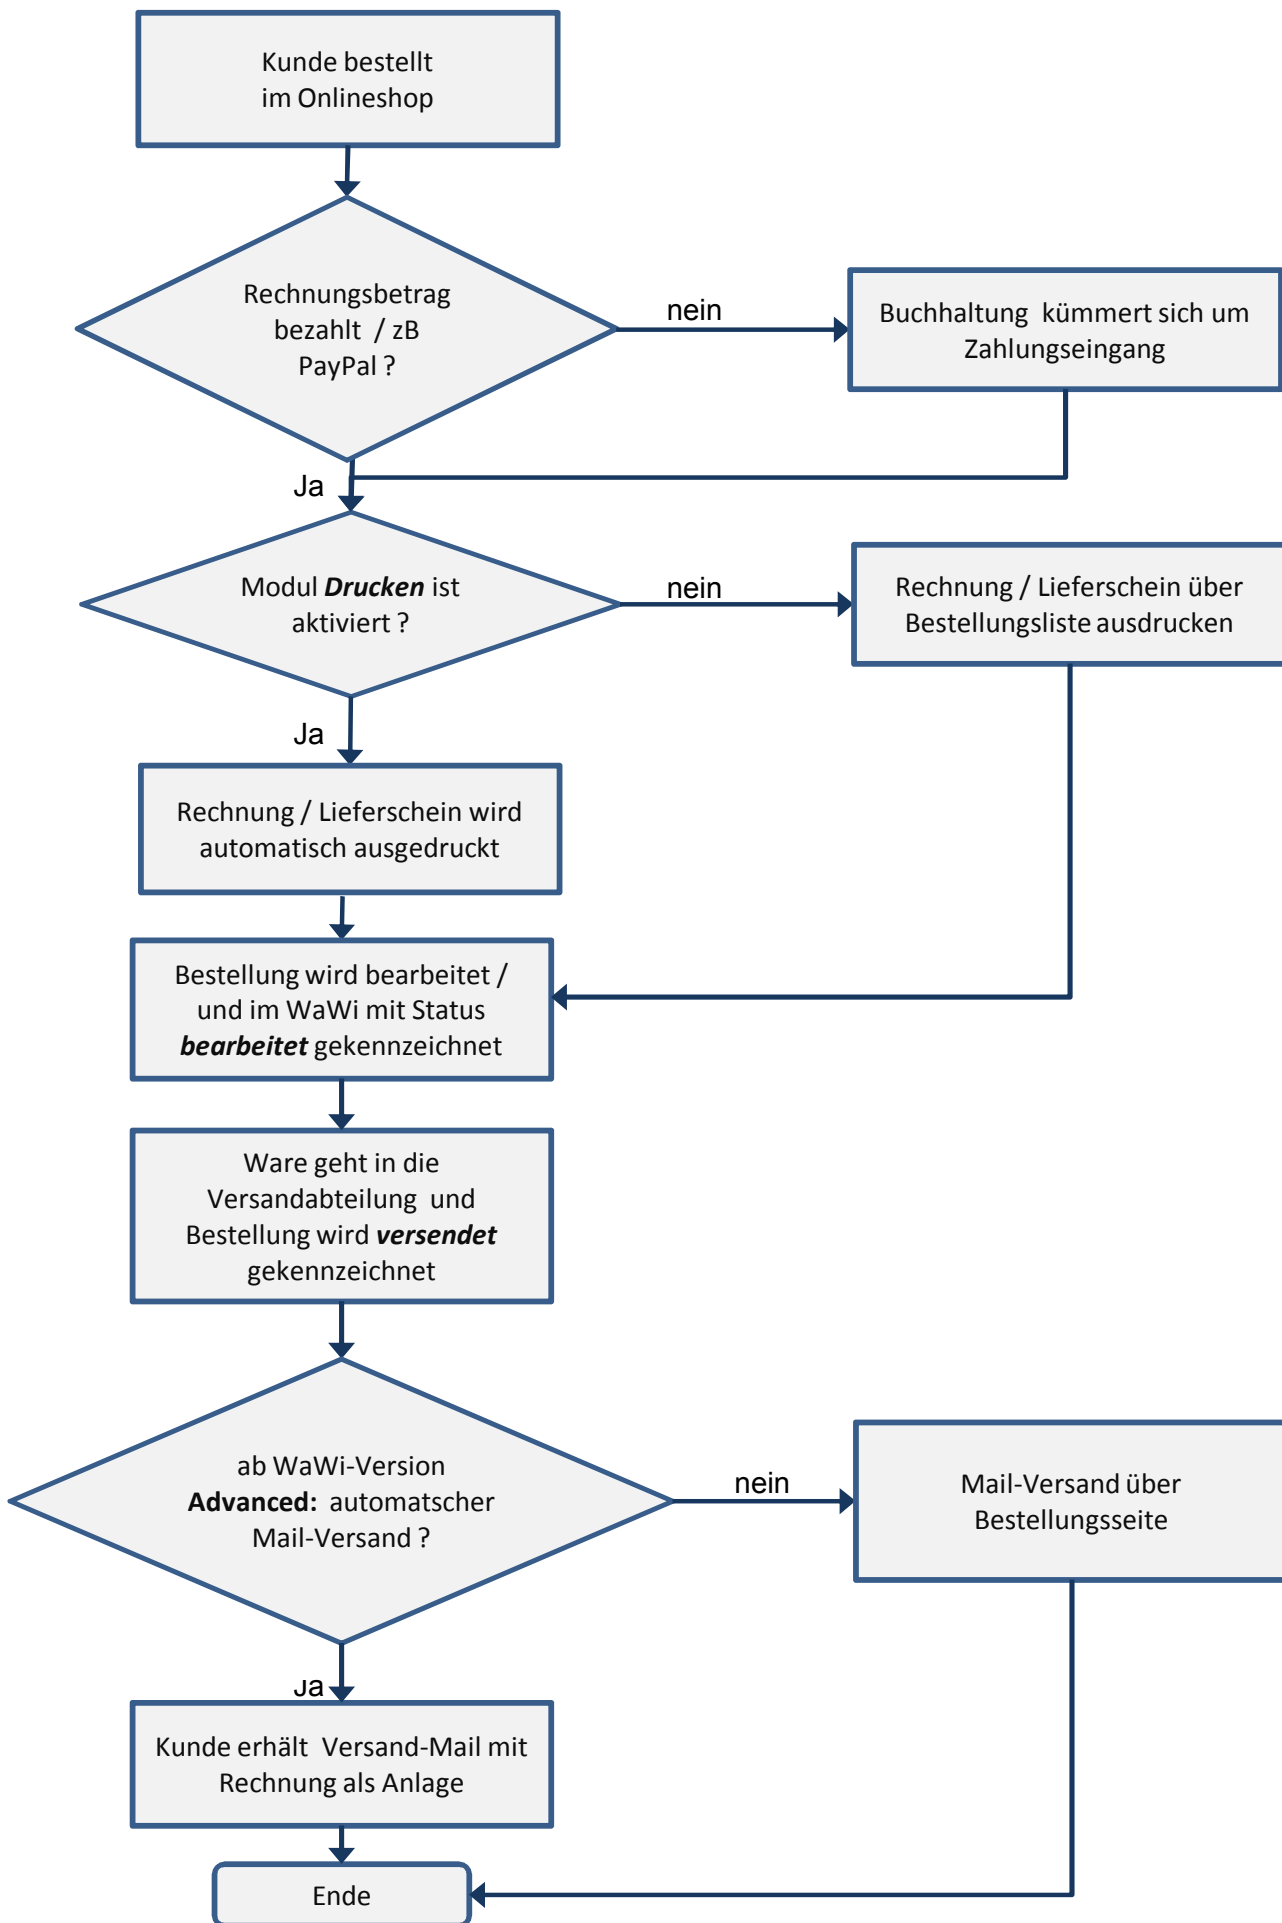 Kunde bestellt
im Onlineshop
Rechnungsbetrag
bezahlt / zB
PayPal ?
nein
Buchhaltung kümmert sich um
Zahlungseingang
Ja
Modul Drucken ist
aktiviert ?
nein
Rechnung / Lieferschein über
Bestellungsliste ausdrucken
Ja
Rechnung / Lieferschein wird
automatisch ausgedruckt
Bestellung wird bearbeitet /
und im WaWi mit Status
bearbeitet gekennzeichnet
Ware geht in die
Versandabteilung und
Bestellung wird versendet
gekennzeichnet
ab WaWi-Version
Advanced: automatscher
Mail-Versand ?
nein
Mail-Versand über
Bestellungsseite
Ja
Kunde erhält Versand-Mail mit
Rechnung als Anlage
Ende